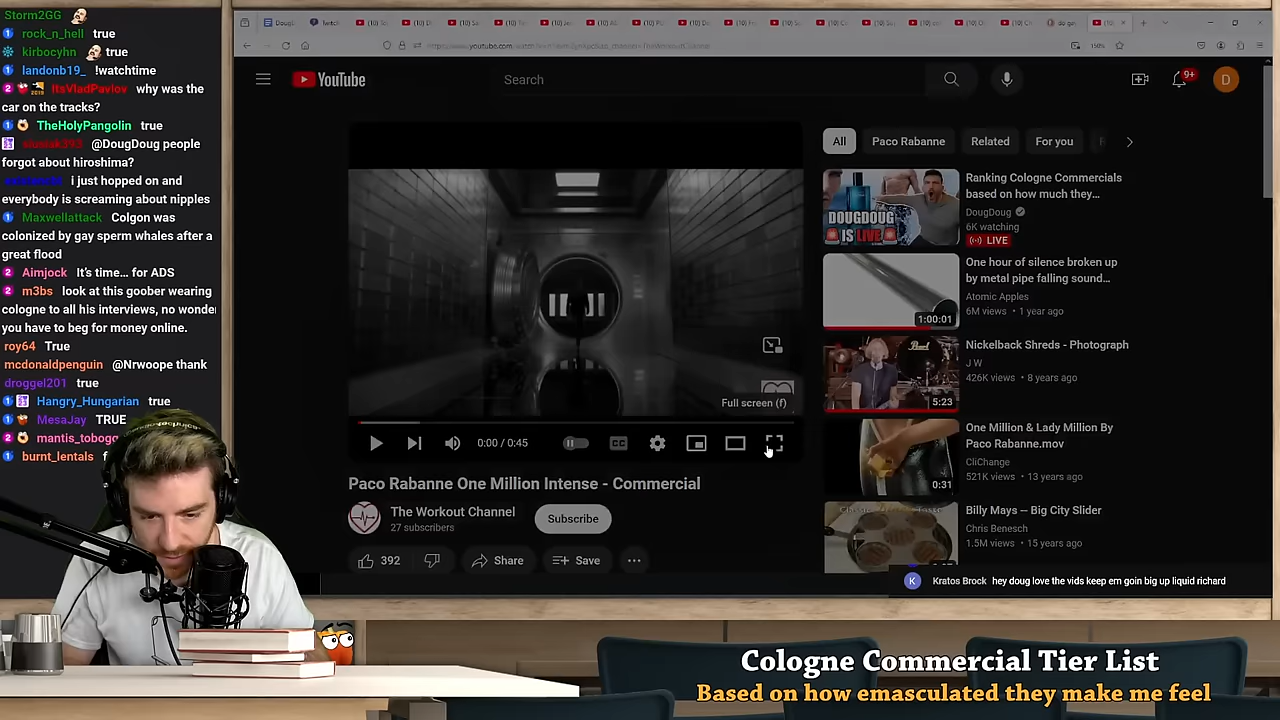 Storm2GG
rock_n_hell true
kirbocyhn true
landonb19_ !watchtime
ItsVladPavlov why was the
car on the tracks?
TheHolyPangolin true
@DougDoug people
forgot about hiroshima?
i just hopped on and
everybody is screaming about nipples
Maxwellattack Colgon was
colonized by gay sperm whales after a
great flood
Aimjock It's time... for ADS
m3bs look at this goober wearing
cologne to all his interviews, no wonder
you have to beg for money online.
roy64 True
mcdonaldpenguin @Nrwoope thank
droggel201 true
Hang_Hungarian true
MesaJay TRUE
mantis_tobogg
burnt_lentals
150%
YouTube
Search
9+
D
Full screen (f)
0:00 / 0:45
CC
Paco Rabanne One Million Intense - Commercial
The Workout Channel
27 subscribers
Subscribe
392
Share
Save
All
Paco Rabanne
Related
For you
DOUGDOUG
IS LIVE
Ranking Cologne Commercials
based on how much they...
DougDoug
6K watching
LIVE
1:00:01
One hour of silence broken up
by metal pipe falling sound...
Atomic Apples
6M views • 1 year ago
Pearl
5:23
Nickelback Shreds - Photograph
J W
426K views • 8 years ago
0:31
One Million & Lady Million By
Paco Rabanne.mov
CliChange
521K views • 13 years ago
Billy Mays -- Big City Slider
Chris Benesch
1.5M views • 15 years ago
K
Kratos Brock hey doug love the vids keep em goin big up liquid richard
Cologne Commercial Tier List
Based on how emasculated they make me feel